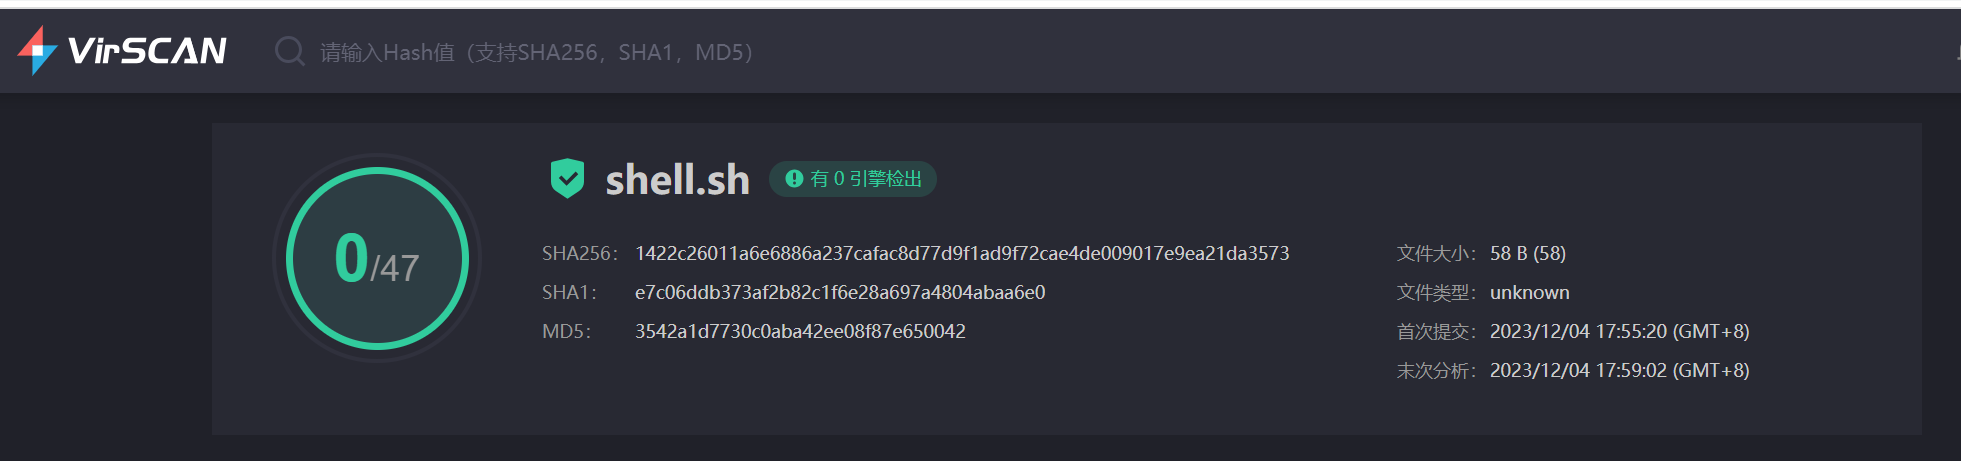 VirSCAN
请输入Hash值（支持SHA256，SHA1，MD5）
shell.sh
有 0 引擎检出
0/47
SHA256： 1422c26011a6e6886a237cafac8d77d9f1ad9f72cae4de009017e9ea21da3573
SHA1： e7c06ddb373af2b82c1f6e28a697a4804abaa6e0
MD5： 3542a1d7730c0aba42ee08f87e650042
文件大小： 58 B (58)
文件类型： unknown
首次提交： 2023/12/04 17:55:20 (GMT+8)
末次分析： 2023/12/04 17:59:02 (GMT+8)